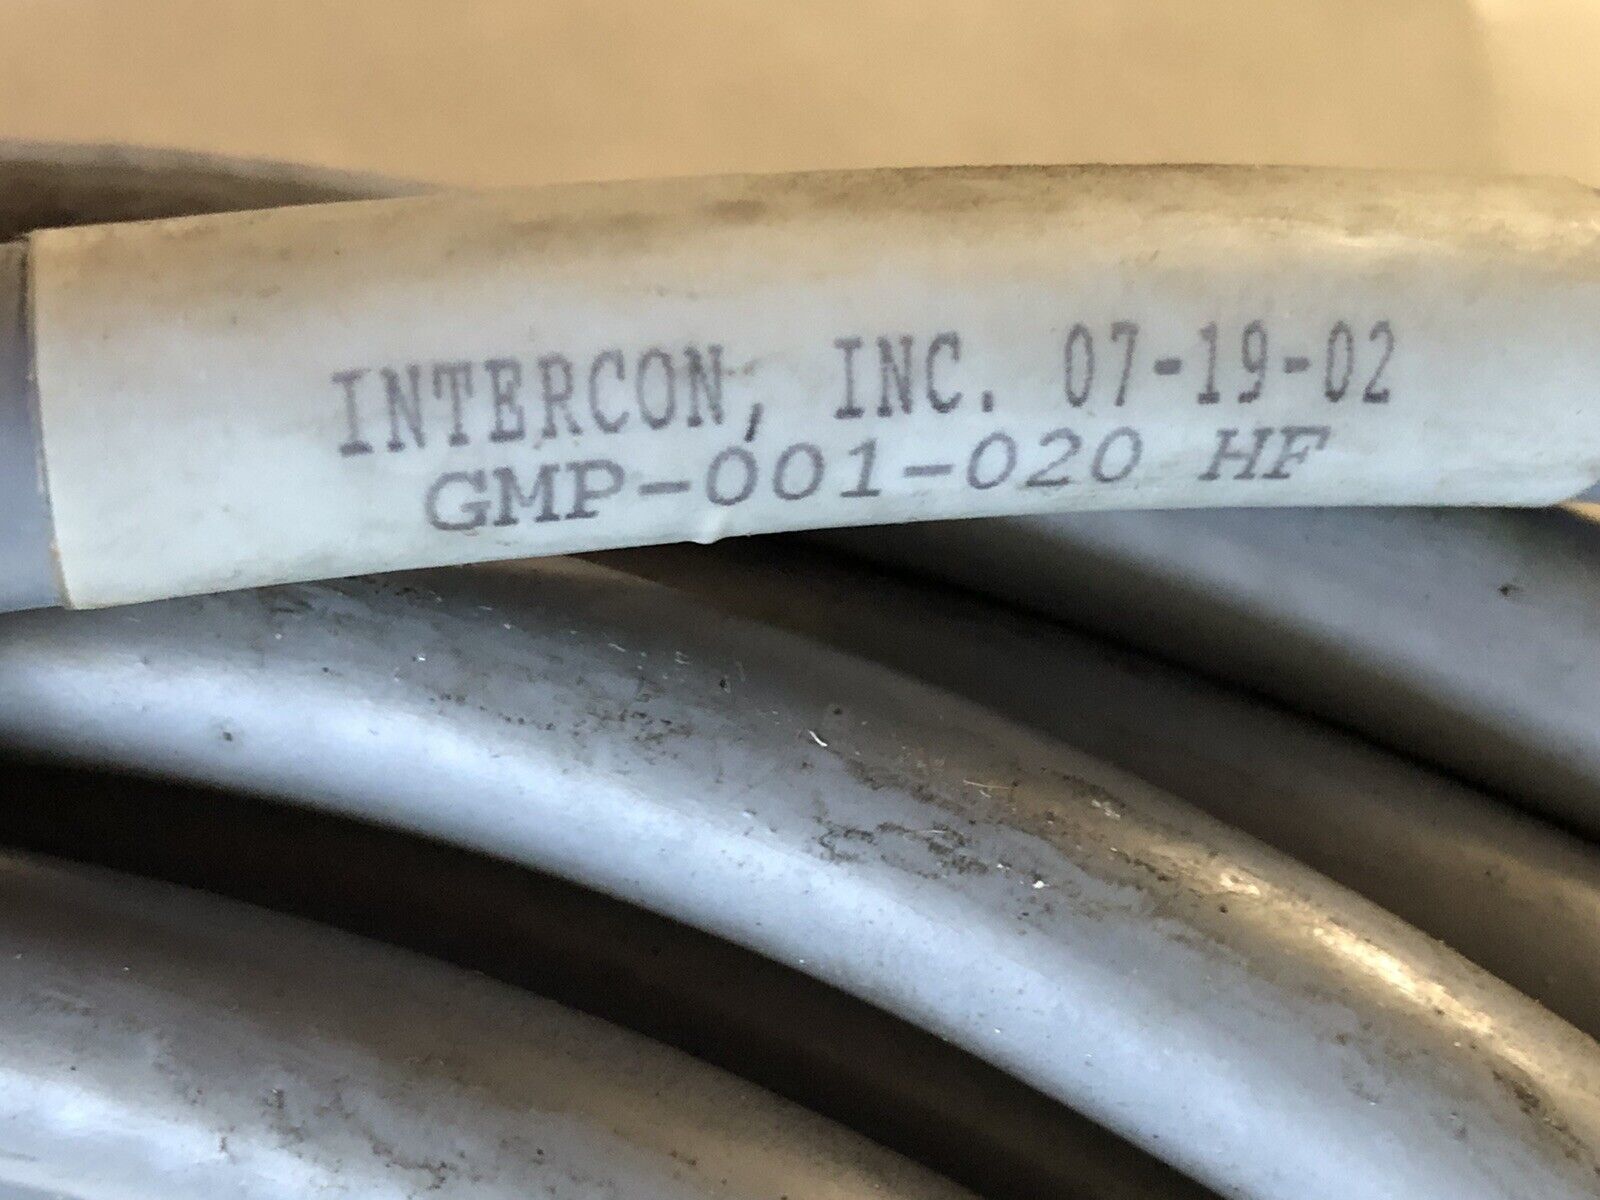 INTERCON, INC. 07-19-02
GMP-001-020 HF